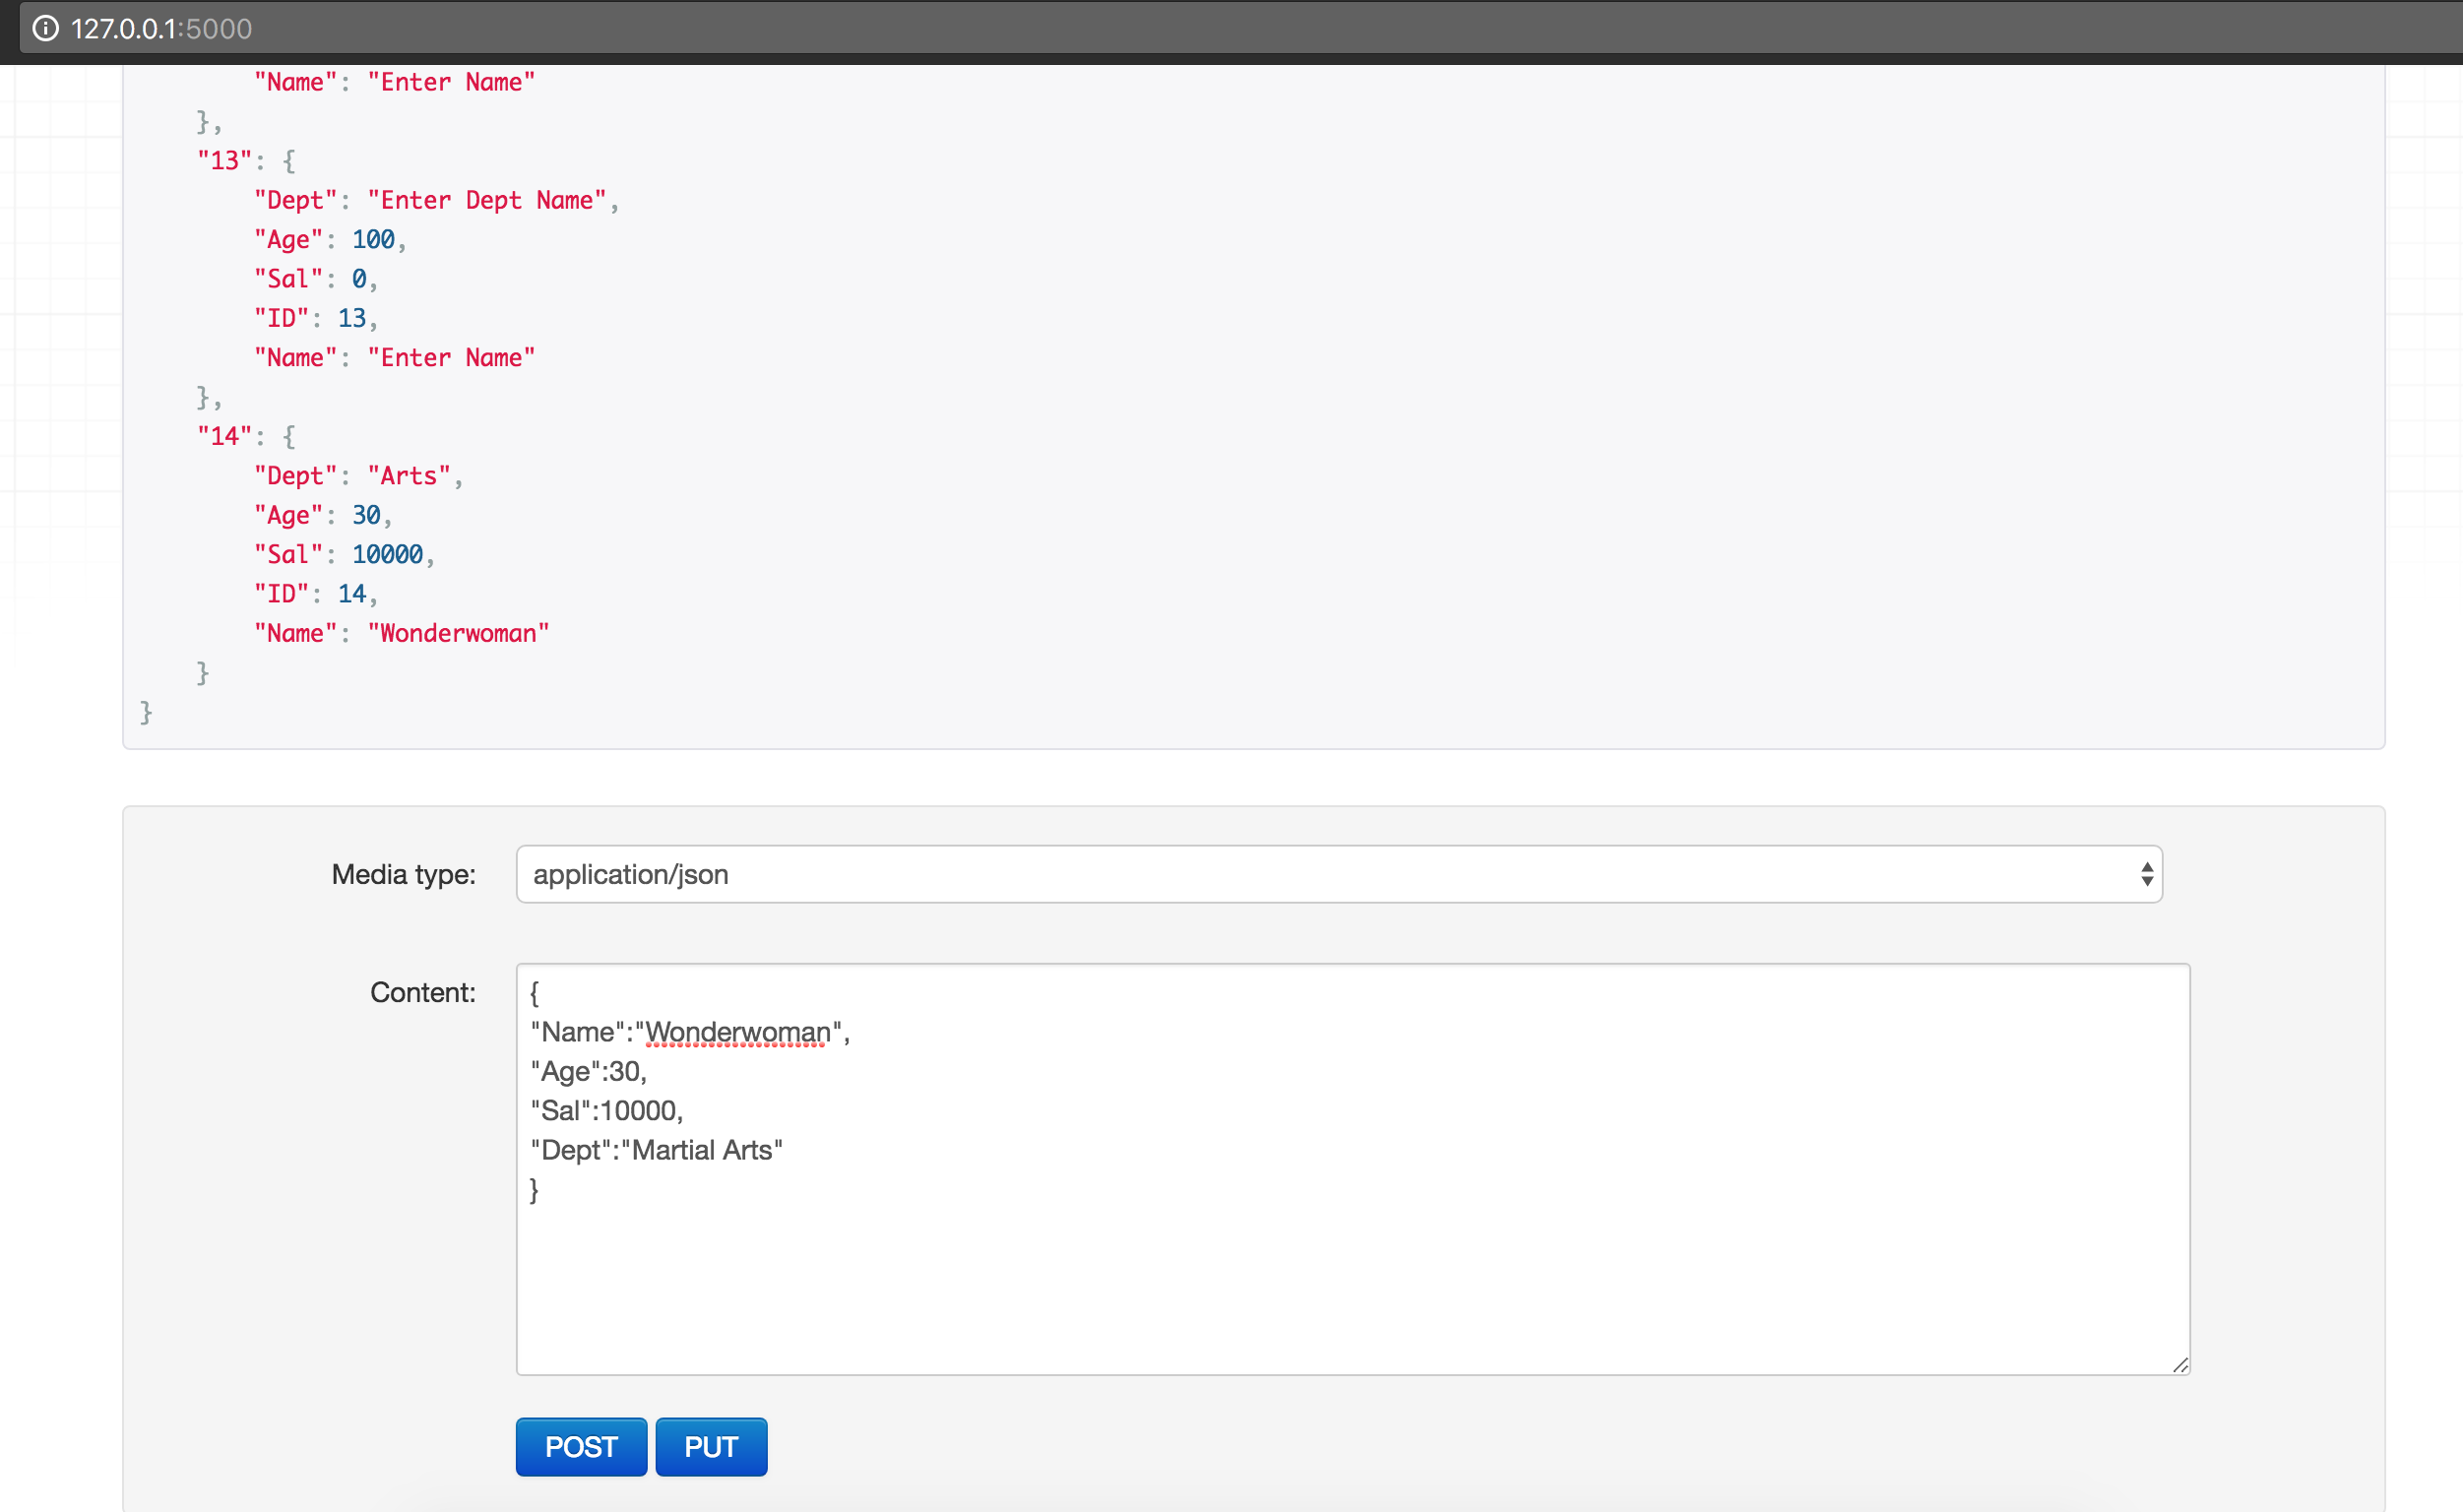 127.0.0.1:5000
"Name": "Enter Name"
},
"13": {
"Dept": "Enter Dept Name",
"Age": 100,
"Sal": 0,
"ID": 13,
"Name": "Enter Name"
},
"14": {
"Dept": "Arts",
"Age": 30,
"Sal": 10000,
"ID": 14,
"Name": "Wonderwoman"
}
}
Media type: application/json
Content: {
"Name":"Wonderwoman",
"Age":30,
"Sal":10000,
"Dept":"Martial Arts"
}
POST PUT